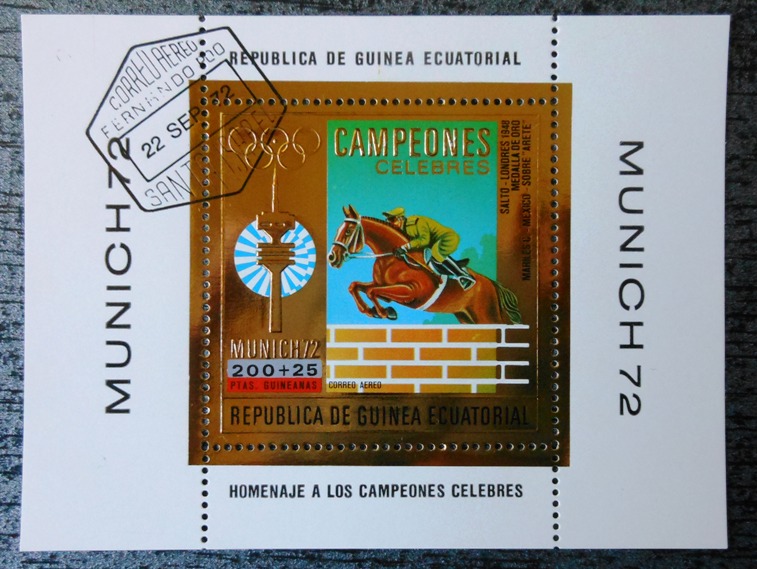 REPUBLICA DE GUINEA ECUATORIAL
CORREO AEREO
FERNANDO POO
22 SEP. 72
SANTA ISABEL
MUNICH 72
CAMPEONES
CELEBRES
SALTO - LONDRES 1948
MEDALLA DE ORO
MARILES C. - MEXICO - SOBRE "ARETE"
MUNICH 72
200+25
PTAS. GUINEANAS
CORREO AEREO
REPUBLICA DE GUINEA ECUATORIAL
MUNICH 72
HOMENAJE A LOS CAMPEONES CELEBRES